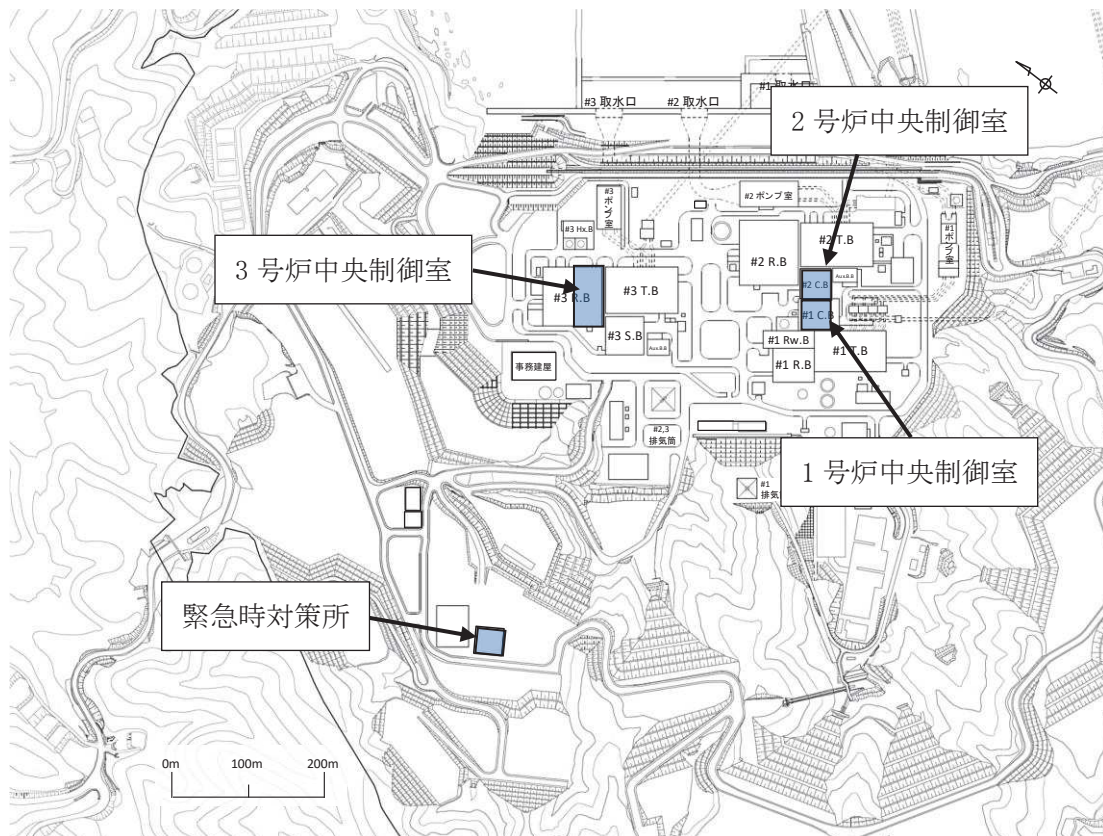 #1 取水口
#3 取水口
#2 取水口
2 号炉中央制御室
#3 ポンプ室
#2 ポンプ室
#1 ポンプ室
#3 Hx.B
#2 T.B
#2 R.B
3 号炉中央制御室
Aux.B.B
#2 C.B
#3 R.B
#3 T.B
#1 C.B
#3 S.B
#1 Rw.B
Aux.B.B
#1 T.B
事務建屋
#1 R.B
#2,3
排気筒
1 号炉中央制御室
#1
排気
緊急時対策所
0m
100m
200m